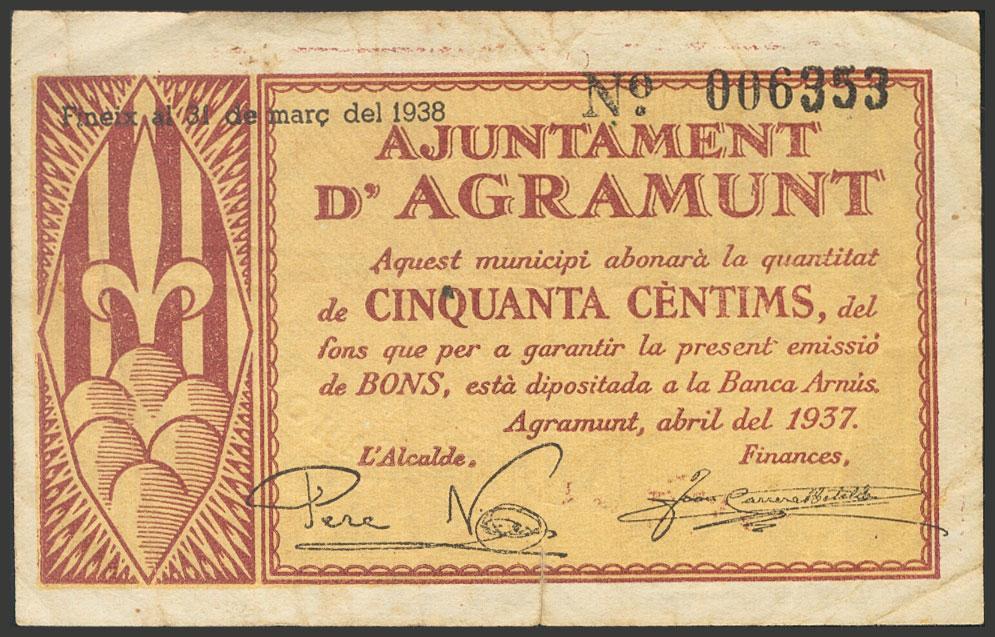 Fineix al 31 de març del 1938
Nº 006353
AJUNTAMENT
D'AGRAMUNT
Aquest municipi abonarà la quantitat
de CINQUANTA CÈNTIMS, del
fons que per a garantir la present emissió
de BONS, està dipositada a la Banca Arnús.
Agramunt, abril del 1937.
L'Alcalde, Finances,
Pere